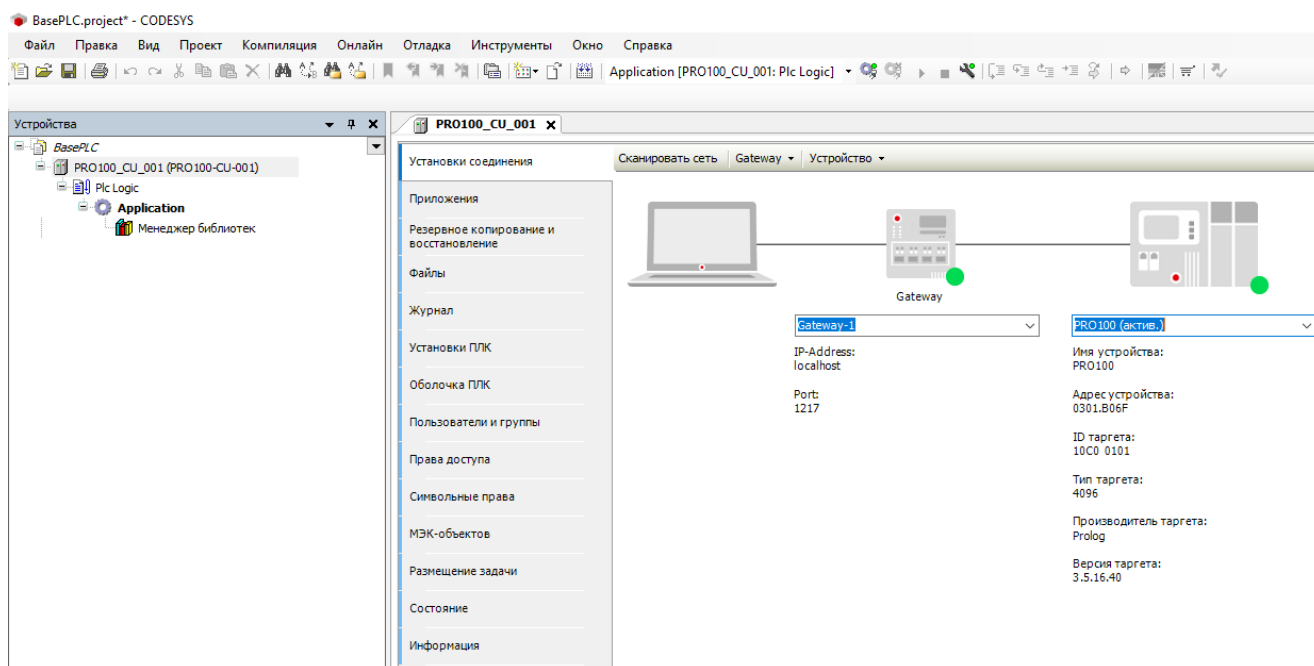 BasePLC.project* - CODESYS
Файл Правка Вид Проект Компиляция Онлайн Отладка Инструменты Окно Справка
Application [PRO100_CU_001: Plc Logic]
Устройства
BasePLC
PRO100_CU_001 (PRO100-CU-001)
Plc Logic
Application
Менеджер библиотек
PRO100_CU_001
Установки соединения
Приложения
Резервное копирование и
восстановление
Файлы
Журнал
Установки ПЛК
Оболочка ПЛК
Пользователи и группы
Права доступа
Символьные права
МЭК-объектов
Размещение задачи
Состояние
Информация
Сканировать сеть Gateway Устройство
Gateway
Gateway-1
IP-Address:
localhost
Port:
1217
PRO100 (актив.)
Имя устройства:
PRO100
Адрес устройства:
0301.B06F
ID таргета:
10C0 0101
Тип таргета:
4096
Производитель таргета:
Prolog
Версия таргета:
3.5.16.40